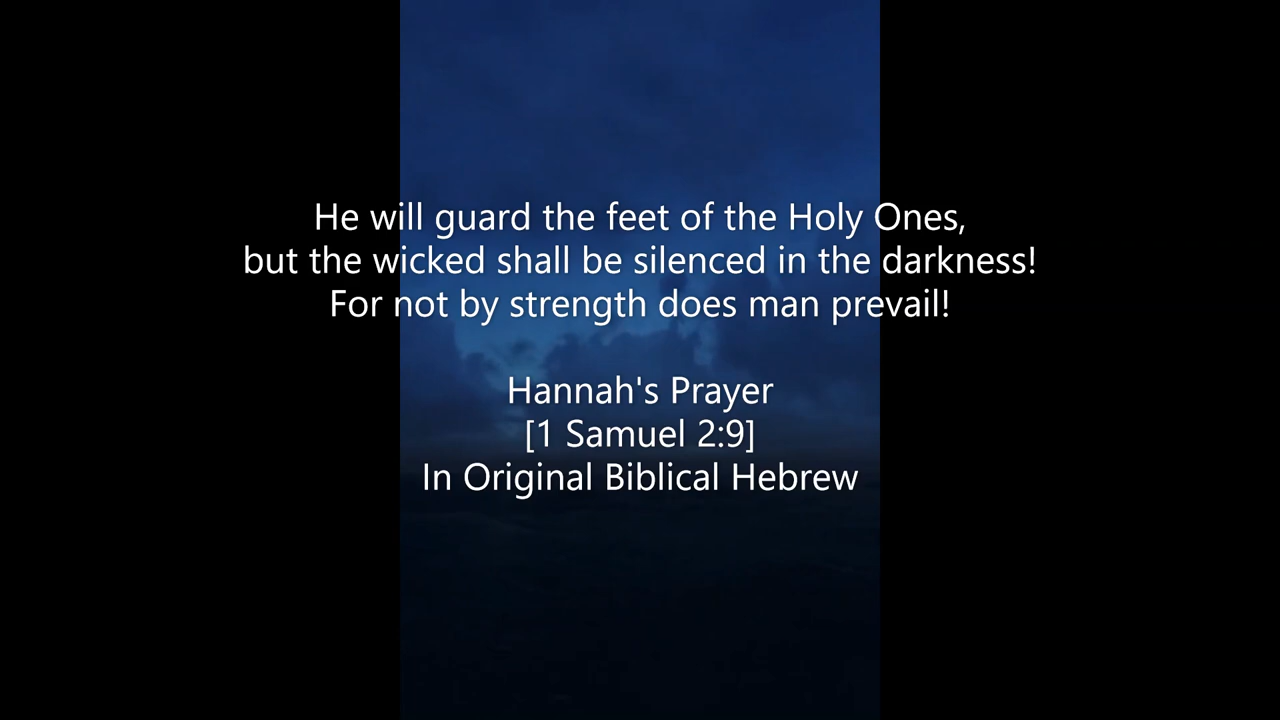 He will guard the feet of the Holy Ones,
but the wicked shall be silenced in the darkness!
For not by strength does man prevail!
Hannah's Prayer
[1 Samuel 2:9]
In Original Biblical Hebrew